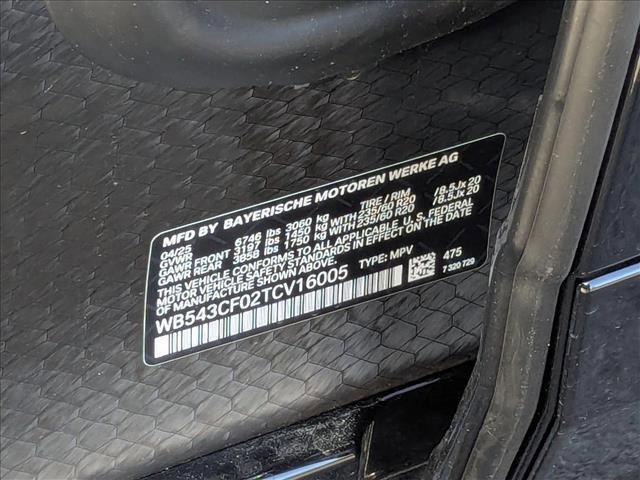 MFD BY BAYERISCHE MOTOREN WERKE AG
04/25
GVWR 6746 lbs 3060 kg TIRE / RIM
GAWR FRONT 3197 lbs 1450 kg WITH 235/60 R20 /8.5Jx20
GAWR REAR 3858 lbs 1750 kg WITH 235/60 R20 /8.5Jx20
THIS VEHICLE CONFORMS TO ALL APPLICABLE U.S. FEDERAL
MOTOR VEHICLE SAFETY STANDARDS IN EFFECT ON THE DATE
OF MANUFACTURE SHOWN ABOVE.
WB543CF02TCV16005 TYPE: MPV 475
7 320 729